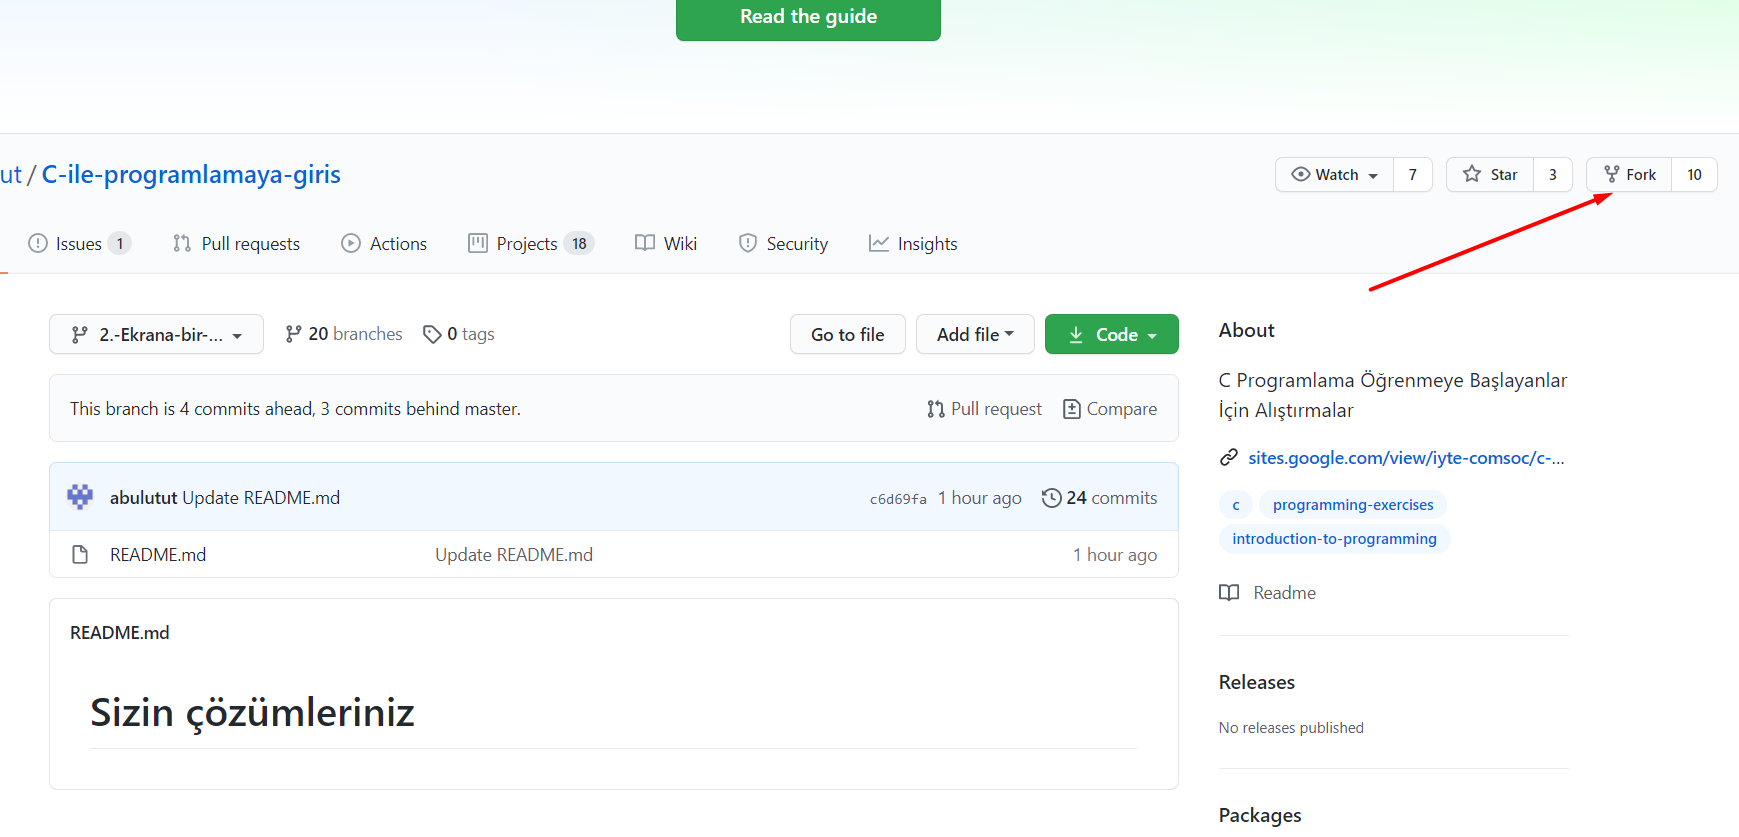 Read the guide
ut / C-ile-programlamaya-giris
Watch 7 Star 3 Fork 10
Issues 1 Pull requests Actions Projects 18 Wiki Security Insights
2.-Ekrana-bir-... 20 branches 0 tags Go to file Add file Code
This branch is 4 commits ahead, 3 commits behind master. Pull request Compare
abulutut Update README.md c6d69fa 1 hour ago 24 commits
README.md Update README.md 1 hour ago
README.md
Sizin çözümleriniz
About
C Programlama Öğrenmeye Başlayanlar
İçin Alıştırmalar
sites.google.com/view/iyte-comsoc/c-...
c programming-exercises
introduction-to-programming
Readme
Releases
No releases published
Packages